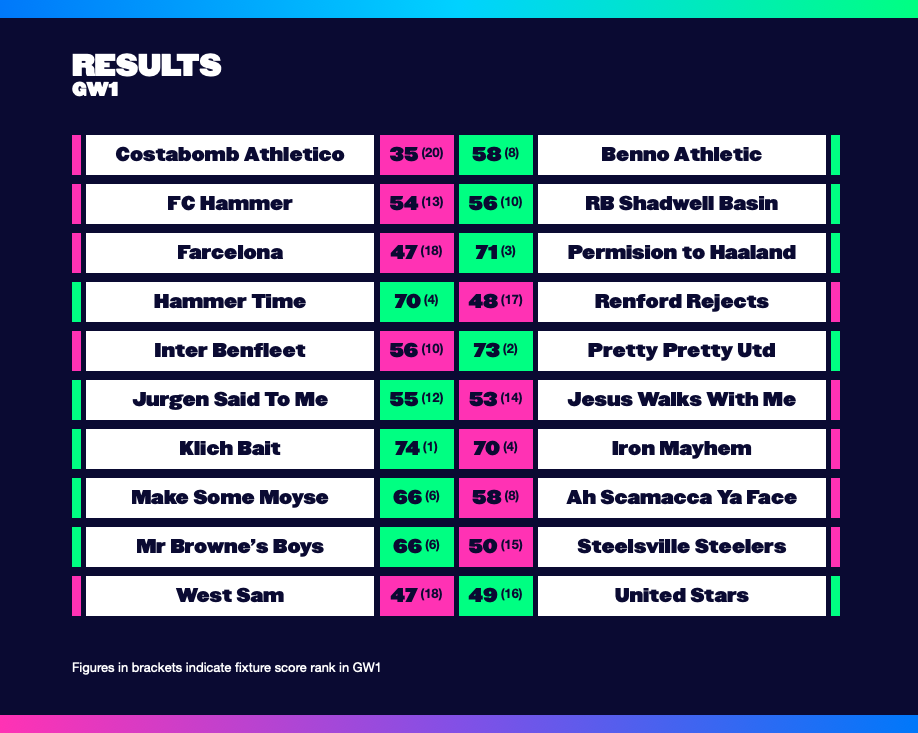 RESULTS
GW1
Costabomb Athletico 35 (20) 58 (8) Benno Athletic
FC Hammer 54 (13) 56 (10) RB Shadwell Basin
Farcelona 47 (18) 71 (3) Permision to Haaland
Hammer Time 70 (4) 48 (17) Renford Rejects
Inter Benfleet 56 (10) 73 (2) Pretty Pretty Utd
Jurgen Said To Me 55 (12) 53 (14) Jesus Walks With Me
Klich Bait 74 (1) 70 (4) Iron Mayhem
Make Some Moyse 66 (6) 58 (8) Ah Scamacca Ya Face
Mr Browne’s Boys 66 (6) 50 (15) Steelsville Steelers
West Sam 47 (18) 49 (16) United Stars
Figures in brackets indicate fixture score rank in GW1